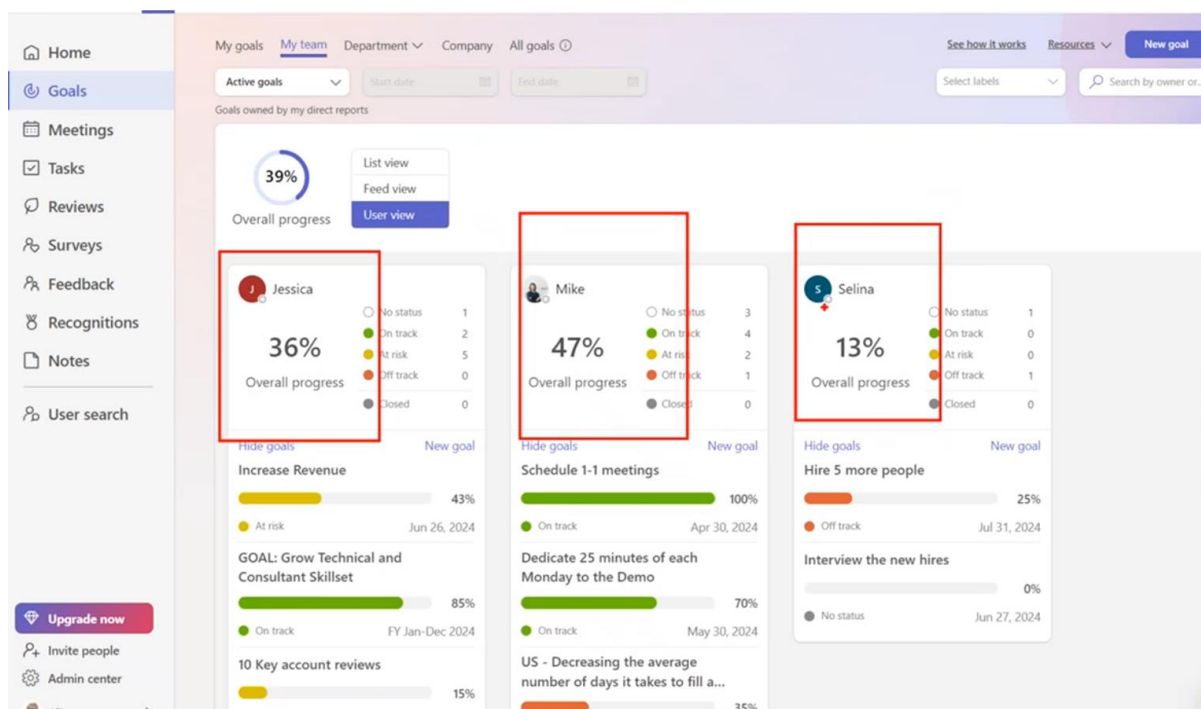 Home
Goals
Meetings
Tasks
Reviews
Surveys
Feedback
Recognitions
Notes
User search
Upgrade now
Invite people
Admin center
My goals My team Department Company All goals
See how it works Resources New goal
Active goals Start date End date
Select labels Search by owner or...
Goals owned by my direct reports
39%
Overall progress
List view
Feed view
User view
J Jessica
36%
Overall progress
No status 1
On track 2
At risk 5
Off track 0
Closed 0
Hide goals New goal
Increase Revenue
43%
At risk Jun 26, 2024
GOAL: Grow Technical and
Consultant Skillset
85%
On track FY Jan-Dec 2024
10 Key account reviews
15%
Mike
47%
Overall progress
No status 3
On track 4
At risk 2
Off track 1
Closed 0
Hide goals New goal
Schedule 1-1 meetings
100%
On track Apr 30, 2024
Dedicate 25 minutes of each
Monday to the Demo
70%
On track May 30, 2024
US - Decreasing the average
number of days it takes to fill a...
35%
S Selina
13%
Overall progress
No status 1
On track 0
At risk 0
Off track 1
Closed 0
Hide goals New goal
Hire 5 more people
25%
Off track Jul 31, 2024
Interview the new hires
0%
No status Jun 27, 2024